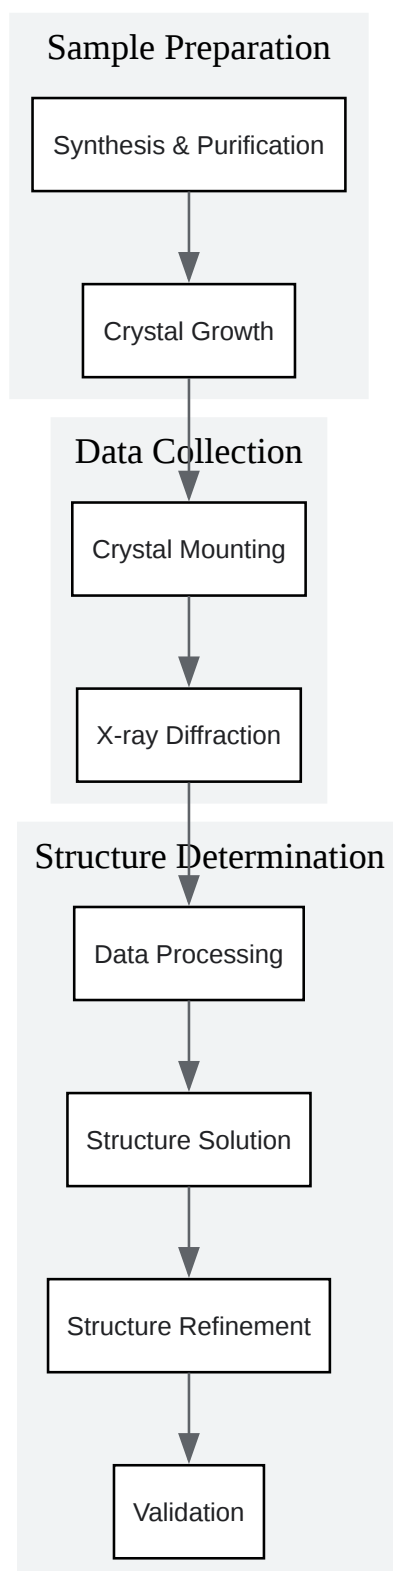 Sample Preparation
Synthesis & Purification
Crystal Growth
Data Collection
Crystal Mounting
X-ray Diffraction
Structure Determination
Data Processing
Structure Solution
Structure Refinement
Validation